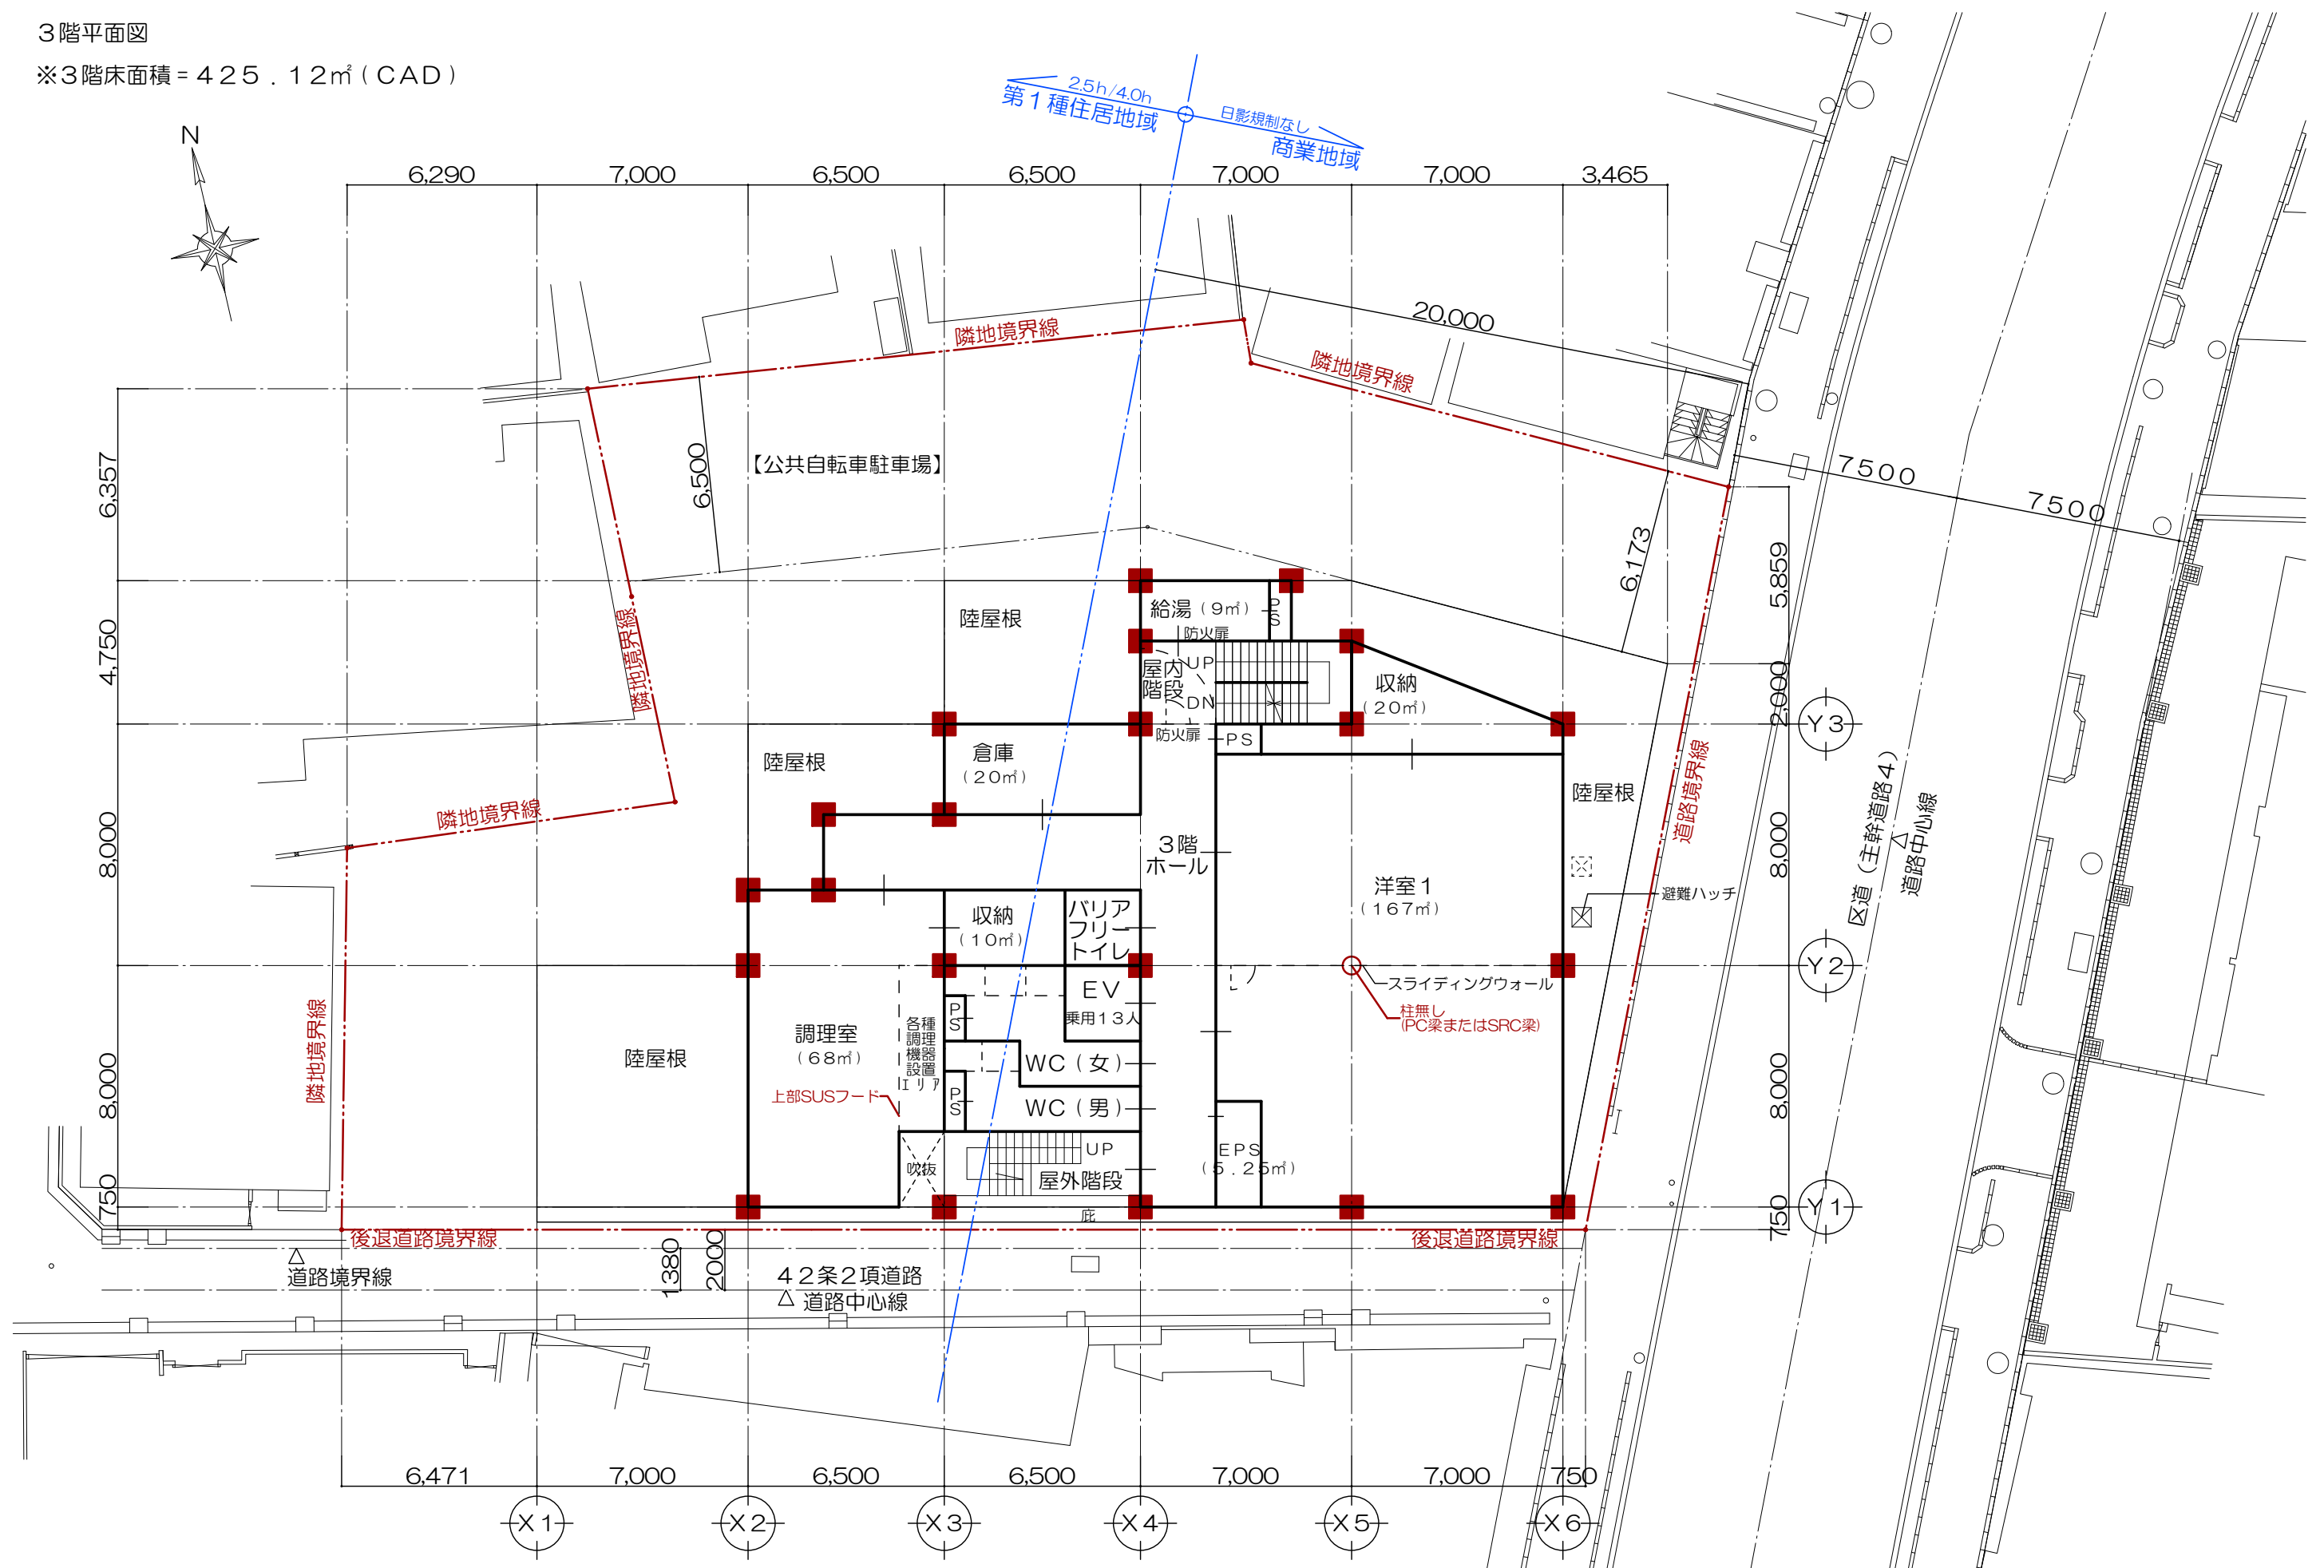 ３階平面図
※３階床面積＝４２５．１２㎡（ＣＡＤ）
N
2.5h/4.0h
第１種住居地域
日影規制なし
商業地域
6,290
7,000
6,500
6,500
7,000
7,000
3,465
隣地境界線
20,000
隣地境界線
【公共自転車駐車場】
6,500
6,357
7500
7500
6,173
5,859
陸屋根
給湯（9㎡）
PS
防火扉
4,750
隣地境界線
屋内
階段
UP
DN
収納
（20㎡）
2,000
Y3
防火扉
PS
倉庫
（20㎡）
陸屋根
陸屋根
道路境界線
区道（主幹道路4）
△
道路中心線
隣地境界線
8,000
8,000
３階
ホール
洋室１
（167㎡）
避難ハッチ
収納
（10㎡）
バリア
フリー
トイレ
Y2
スライディングウォール
柱無し
(PC梁またはSRC梁)
EV
乗用１３人
PS
各種
調理
機器
設置
エリア
調理室
（68㎡）
陸屋根
隣地境界線
WC（女）
8,000
8,000
上部SUSフード
PS
WC（男）
UP
EPS
（5.25㎡）
吹抜
屋外階段
750
庇
Y1
750
後退道路境界線
後退道路境界線
△
道路境界線
1380
2000
４２条２項道路
△ 道路中心線
6,471
7,000
6,500
6,500
7,000
7,000
750
X1
X2
X3
X4
X5
X6